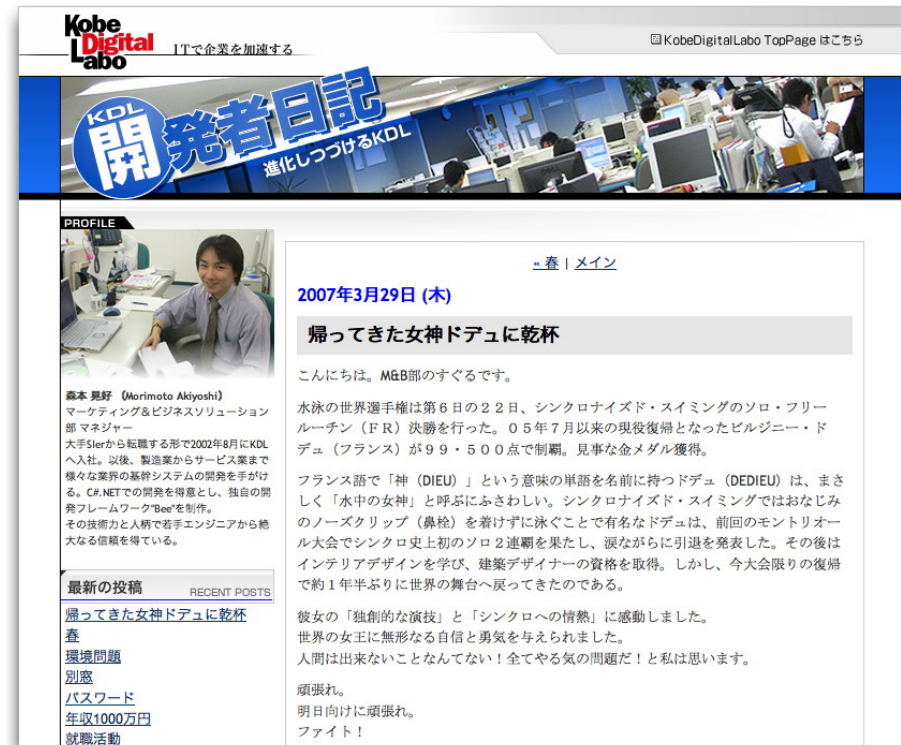 Kobe
Digital
Labo
ITで企業を加速する
KobeDigitalLabo TopPage はこちら
KDL
開発者日記
進化しつづけるKDL
PROFILE
森本 晃好 (Morimoto Akiyoshi)
マーケティング＆ビジネスソリューション
部 マネジャー
大手SIerから転職する形で2002年8月にKDL
へ入社。以後、製造業からサービス業まで
様々な業界の基幹システムの開発を手がけ
る。C#.NETでの開発を得意とし、独自の開
発フレームワーク"Bee"を制作。
その技術力と人柄で若手エンジニアから絶
大なる信頼を得ている。
最新の投稿
RECENT POSTS
帰ってきた女神ドデュに乾杯
春
環境問題
別窓
パスワード
年収1000万円
就職活動
« 春 | メイン
2007年3月29日 (木)
帰ってきた女神ドデュに乾杯
こんにちは。M&B部のすぐるです。
水泳の世界選手権は第６日の２２日、シンクロナイズド・スイミングのソロ・フリー
ルーチン（ＦＲ）決勝を行った。０５年７月以来の現役復帰となったビルジニー・ド
デュ（フランス）が９９・５００点で制覇。見事な金メダル獲得。
フランス語で「神（DIEU）」という意味の単語を名前に持つドデュ（DEDIEU）は、まさ
しく「水中の女神」と呼ぶにふさわしい。シンクロナイズド・スイミングではおなじみ
のノーズクリップ（鼻栓）を着けずに泳ぐことで有名なドデュは、前回のモントリオー
ル大会でシンクロ史上初のソロ２連覇を果たし、涙ながらに引退を発表した。その後は
インテリアデザインを学び、建築デザイナーの資格を取得。しかし、今大会限りの復帰
で約１年半ぶりに世界の舞台へ戻ってきたのである。
彼女の「独創的な演技」と「シンクロへの情熱」に感動しました。
世界の女王に無形なる自信と勇気を与えられました。
人間は出来ないことなんてない！全てやる気の問題だ！と私は思います。
頑張れ。
明日向けに頑張れ。
ファイト！